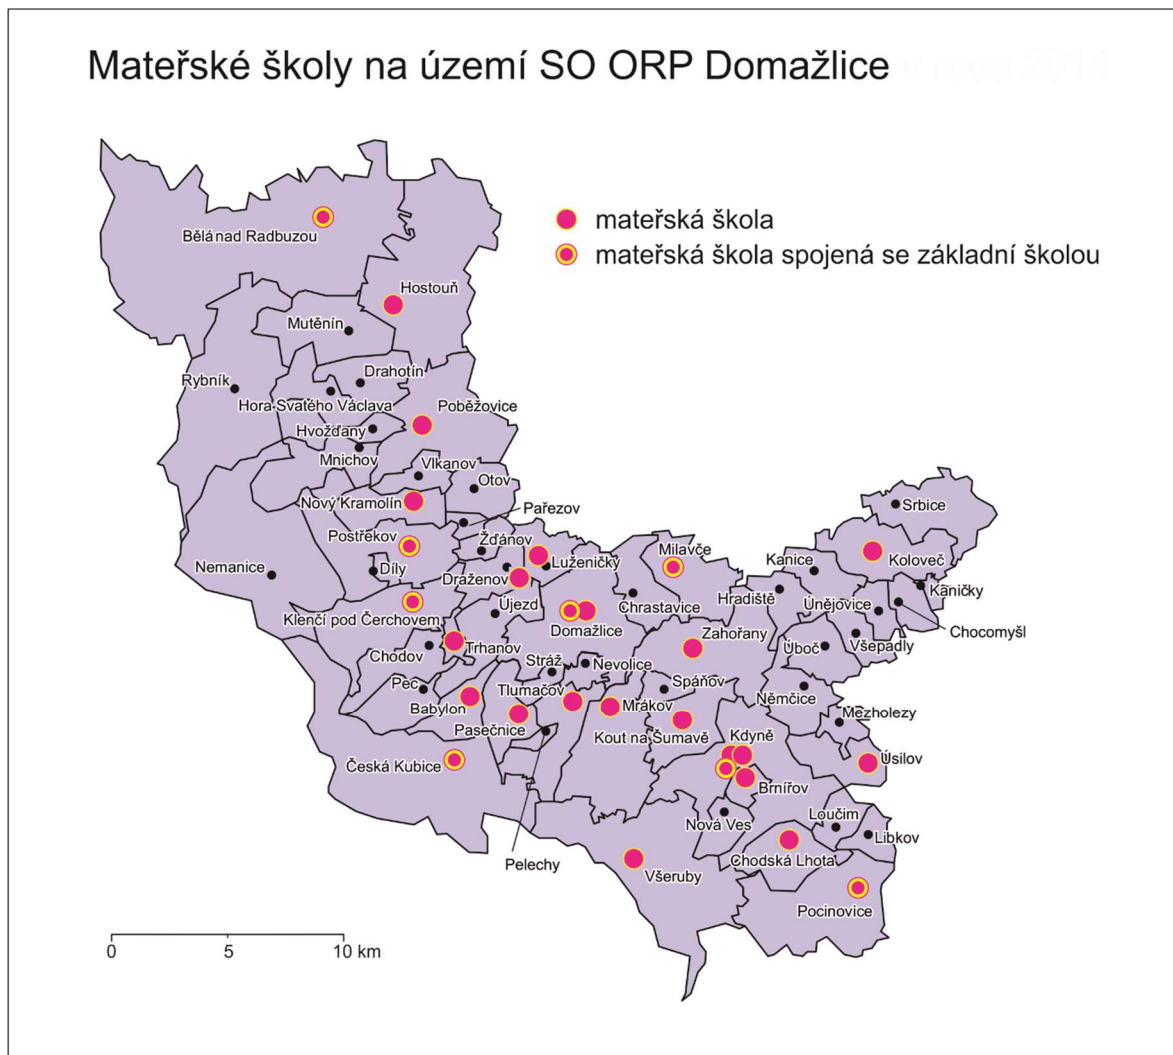 Mateřské školy na území SO ORP Domažlice
mateřská škola
mateřská škola spojená se základní školou
Bělá nad Radbuzou
Hostouň
Mutěnín
Rybník
Drahotín
Hora Svatého Václava
Poběžovice
Hvožďany
Mnichov
Vlkanov
Otov
Nový Kramolín
Pařezov
Srbice
Postřekov
Žďánov
Luženičky
Milavče
Kanice
Koloveč
Nemanice
Díly
Draženov
Chrastavice
Hradiště
Kaničky
Újezd
Únějovice
Klenčí pod Čerchovem
Domažlice
Chocomyšl
Trhanov
Zahořany
Úboč
Všepadly
Chodov
Stráž
Nevolice
Pec
Tlumačov
Spáňov
Němčice
Babylon
Mrákov
Mezholezy
Pasečnice
Kout na Šumavě
Kdyně
Úsilov
Česká Kubice
Brnířov
Loučim
Nová Ves
Libkov
Pelechy
Všeruby
Chodská Lhota
Pocinovice
0 5 10 km